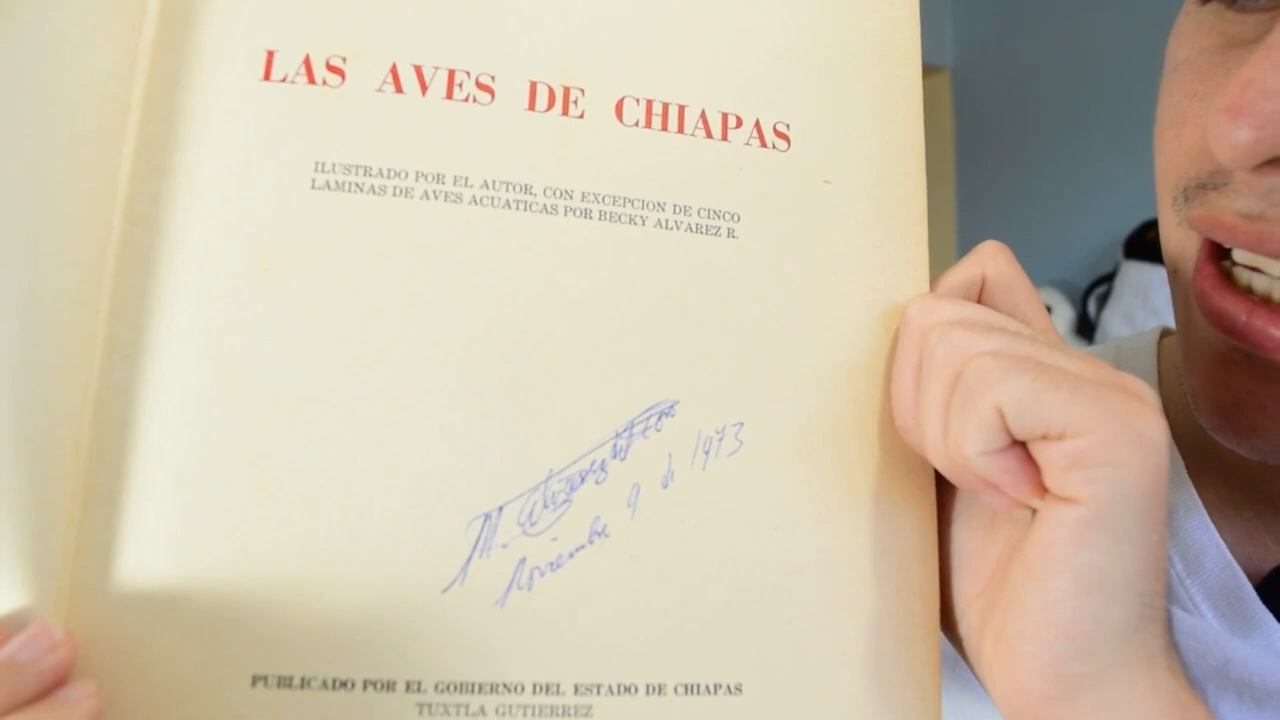 LAS AVES DE CHIAPAS
ILUSTRADO POR EL AUTOR, CON EXCEPCION DE CINCO
LAMINAS DE AVES ACUATICAS POR BECKY ALVAREZ R.
M.
Noviembre 9 de 1973
PUBLICADO POR EL GOBIERNO DEL ESTADO DE CHIAPAS
TUXTLA GUTIERREZ